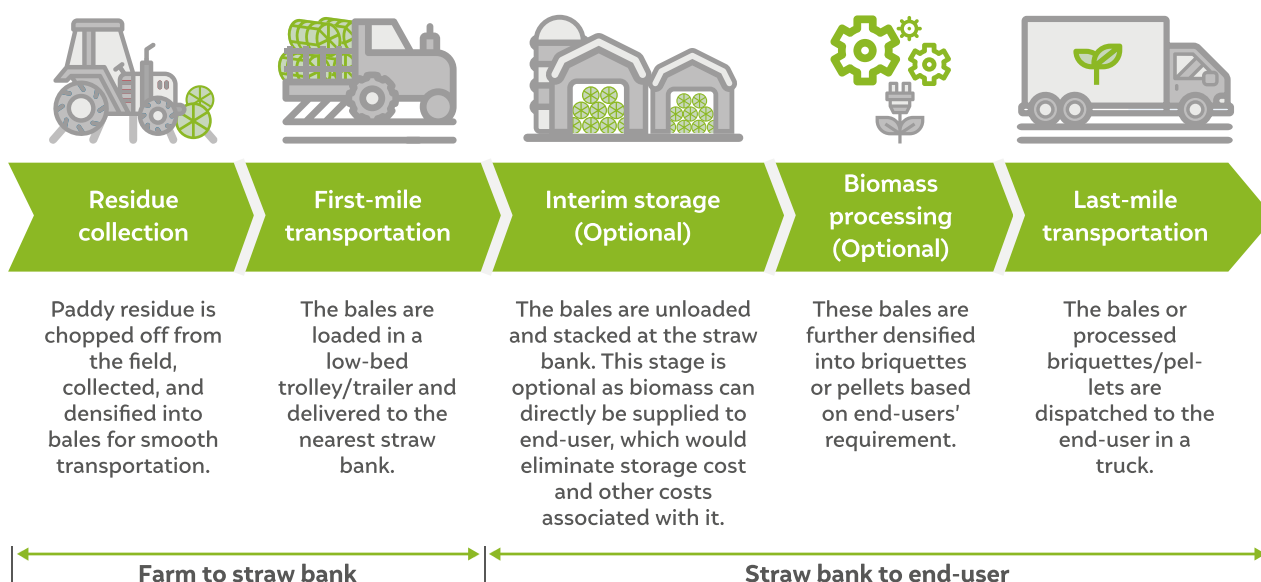 Residue
collection
First-mile
transportation
Interim storage
(Optional)
Biomass
processing
(Optional)
Last-mile
transportation
Paddy residue is
chopped off from
the field,
collected, and
densified into
bales for smooth
transportation.
The bales are
loaded in a
low-bed
trolley/trailer and
delivered to the
nearest straw
bank.
The bales are unloaded
and stacked at the straw
bank. This stage is
optional as biomass can
directly be supplied to
end-user, which would
eliminate storage cost
and other costs
associated with it.
These bales are
further densified
into briquettes
or pellets based
on end-users’
requirement.
The bales or
processed
briquettes/pel-
lets are
dispatched to the
end-user in a
truck.
Farm to straw bank
Straw bank to end-user